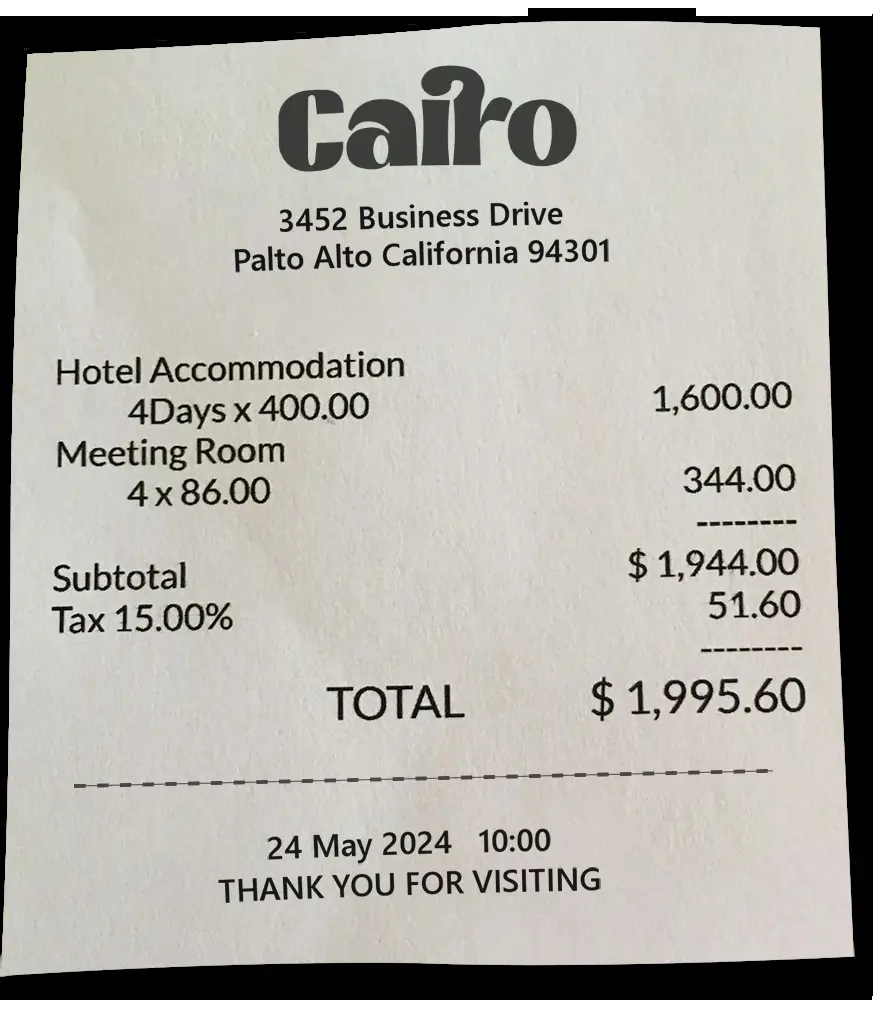 Cairo
3452 Business Drive
Palto Alto California 94301
Hotel Accommodation
4Days x 400.00 1,600.00
Meeting Room
4 x 86.00 344.00
--------
Subtotal $ 1,944.00
Tax 15.00% 51.60
--------
TOTAL $ 1,995.60
24 May 2024 10:00
THANK YOU FOR VISITING